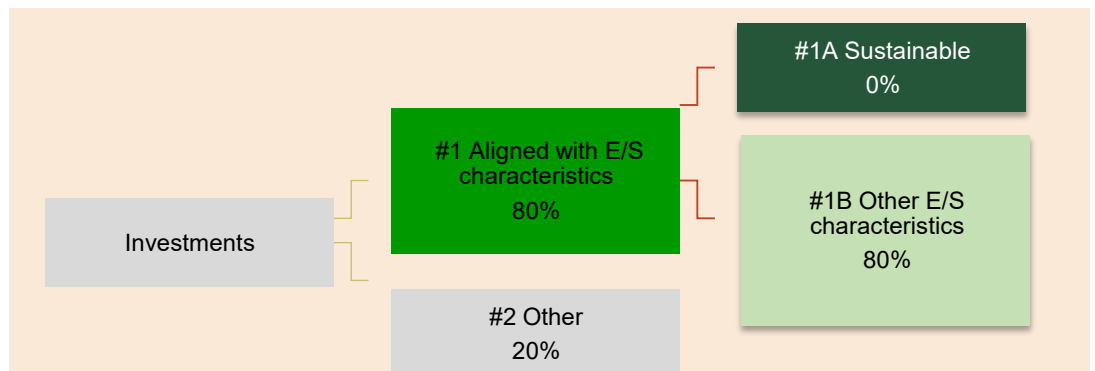 Investments
#1 Aligned with E/S
characteristics
80%
#2 Other
20%
#1A Sustainable
0%
#1B Other E/S
characteristics
80%